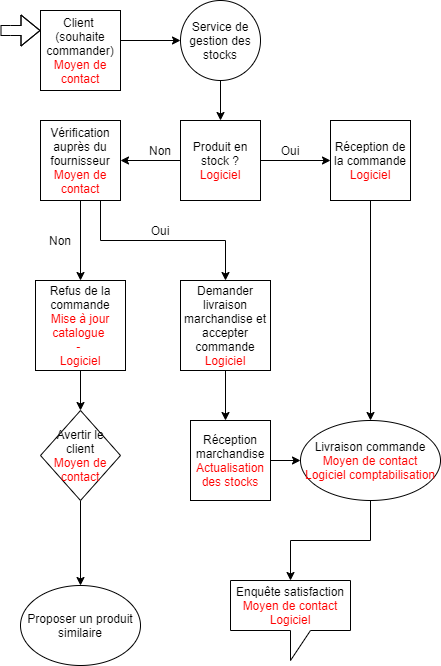 Client
(souhaite
commander)
Moyen de
contact
Service de
gestion des
stocks
Vérification
auprès du
fournisseur
Moyen de
contact
Non
Produit en
stock ?
Logiciel
Oui
Réception de
la commande
Logiciel
Non
Oui
Refus de la
commande
Mise à jour
catalogue
-
Logiciel
Demander
livraison
marchandise et
accepter
commande
Logiciel
Avertir le
client
Moyen de
contact
Réception
marchandise
Actualisation
des stocks
Livraison commande
Moyen de contact
Logiciel comptabilisation
Proposer un produit
similaire
Enquête satisfaction
Moyen de contact
Logiciel